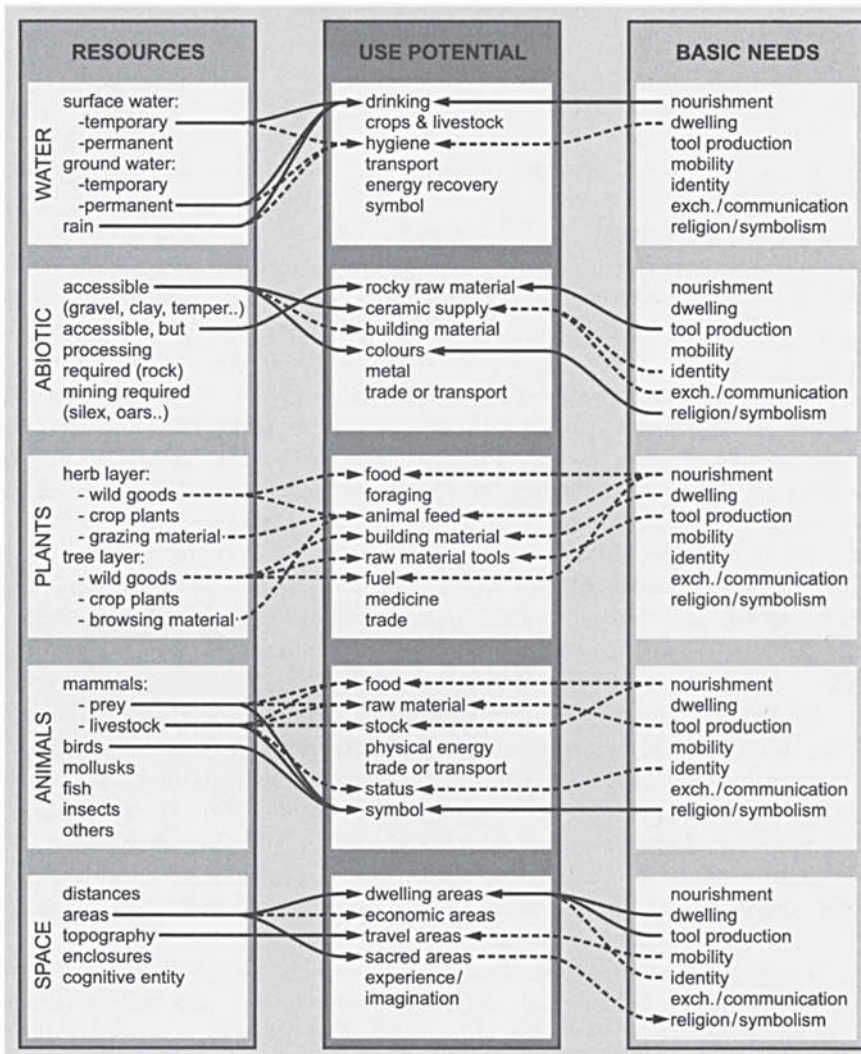 RESOURCES
USE POTENTIAL
BASIC NEEDS
WATER
surface water:
-temporary
-permanent
ground water:
-temporary
-permanent
rain
drinking
crops & livestock
hygiene
transport
energy recovery
symbol
nourishment
dwelling
tool production
mobility
identity
exch./communication
religion/symbolism
ABIOTIC
accessible
(gravel, clay, temper..)
accessible, but
processing
required (rock)
mining required
(silex, oars..)
rocky raw material
ceramic supply
building material
colours
metal
trade or transport
nourishment
dwelling
tool production
mobility
identity
exch./communication
religion/symbolism
PLANTS
herb layer:
- wild goods
- crop plants
- grazing material
tree layer:
- wild goods
- crop plants
- browsing material
food
foraging
animal feed
building material
raw material tools
fuel
medicine
trade
nourishment
dwelling
tool production
mobility
identity
exch./communication
religion/symbolism
ANIMALS
mammals:
- prey
- livestock
birds
mollusks
fish
insects
others
food
raw material
stock
physical energy
trade or transport
status
symbol
nourishment
dwelling
tool production
mobility
identity
exch./communication
religion/symbolism
SPACE
distances
areas
topography
enclosures
cognitive entity
dwelling areas
economic areas
travel areas
sacred areas
experience/
imagination
nourishment
dwelling
tool production
mobility
identity
exch./communication
religion/symbolism